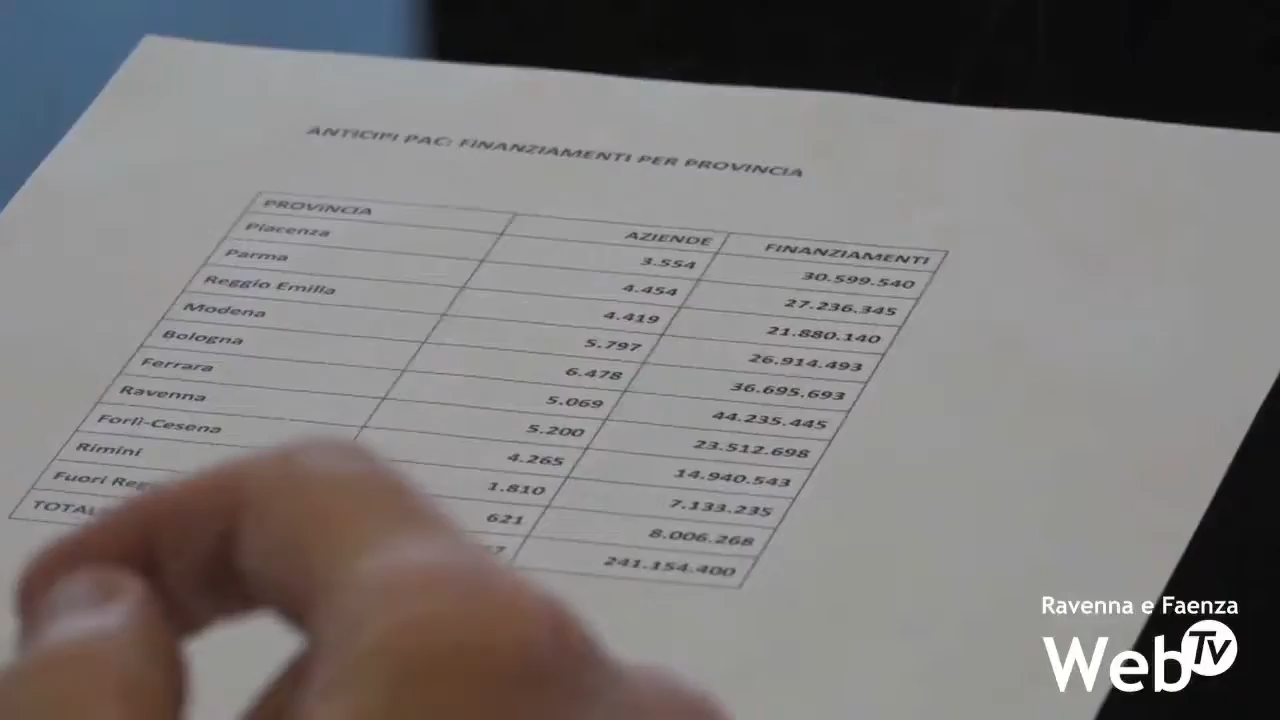 ANTICIPI PAC: FINANZIAMENTI PER PROVINCIA
PROVINCIA AZIENDE FINANZIAMENTI
Piacenza 3.554 30.599.540
Parma 4.454 27.236.345
Reggio Emilia 4.419 21.880.140
Modena 5.797 26.914.493
Bologna 6.478 36.695.693
Ferrara 5.069 44.235.445
Ravenna 5.200 23.512.698
Forlì-Cesena 4.265 14.940.543
Rimini 1.810 7.133.235
Fuori 621 8.006.268
241.154.400
Ravenna e Faenza
Web Tv